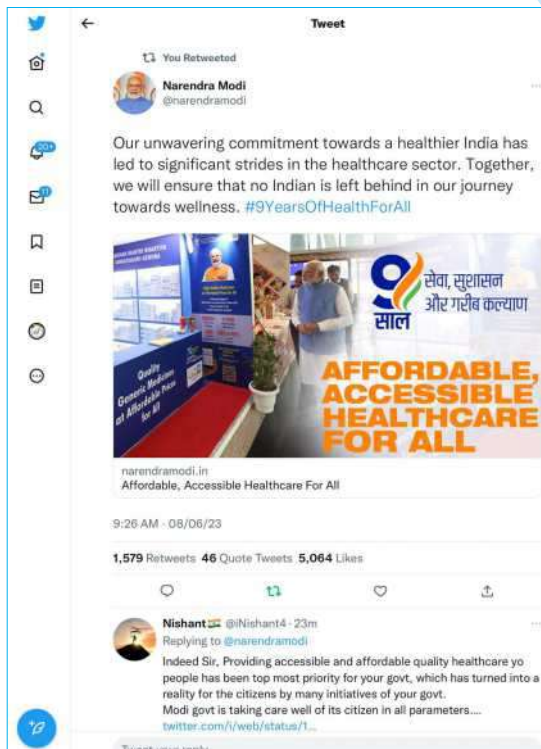 Tweet
You Retweeted
Narendra Modi
@narendramodi
Our unwavering commitment towards a healthier India has
led to significant strides in the healthcare sector. Together,
we will ensure that no Indian is left behind in our journey
towards wellness. #9YearsOfHealthForAll
20+
11
Quality
Generic Medicines
at Affordable Prices
for All
9
साल
सेवा, सुशासन
और गरीब कल्याण
AFFORDABLE,
ACCESSIBLE
HEALTHCARE
FOR ALL
narendramodi.in
Affordable, Accessible Healthcare For All
9:26 AM · 08/06/23
1,579 Retweets 46 Quote Tweets 5,064 Likes
Nishant @iNishant4 · 23m
Replying to @narendramodi
Indeed Sir, Providing accessible and affordable quality healthcare yo
people has been top most priority for your govt, which has turned into a
reality for the citizens by many initiatives of your govt.
Modi govt is taking care well of its citizen in all parameters....
twitter.com/i/web/status/1...
Tweet your reply